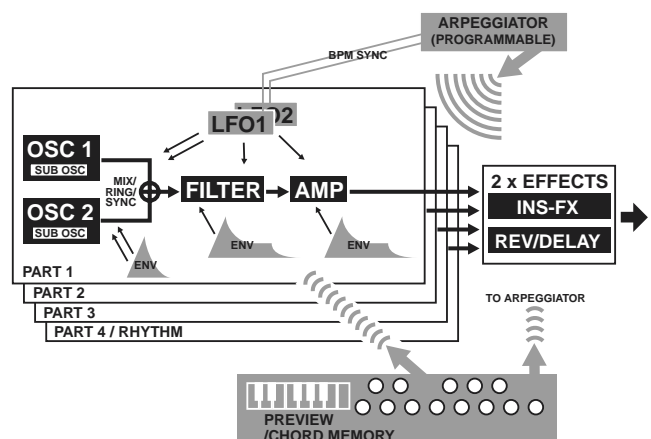 ARPEGGIATOR
(PROGRAMMABLE)
BPM SYNC
LFO2
LFO1
OSC 1
SUB OSC
MIX/
RING/
SYNC
FILTER
AMP
OSC 2
SUB OSC
ENV
ENV
ENV
2 x EFFECTS
INS-FX
REV/DELAY
PART 1
PART 2
PART 3
PART 4 / RHYTHM
TO ARPEGGIATOR
PREVIEW
/CHORD MEMORY